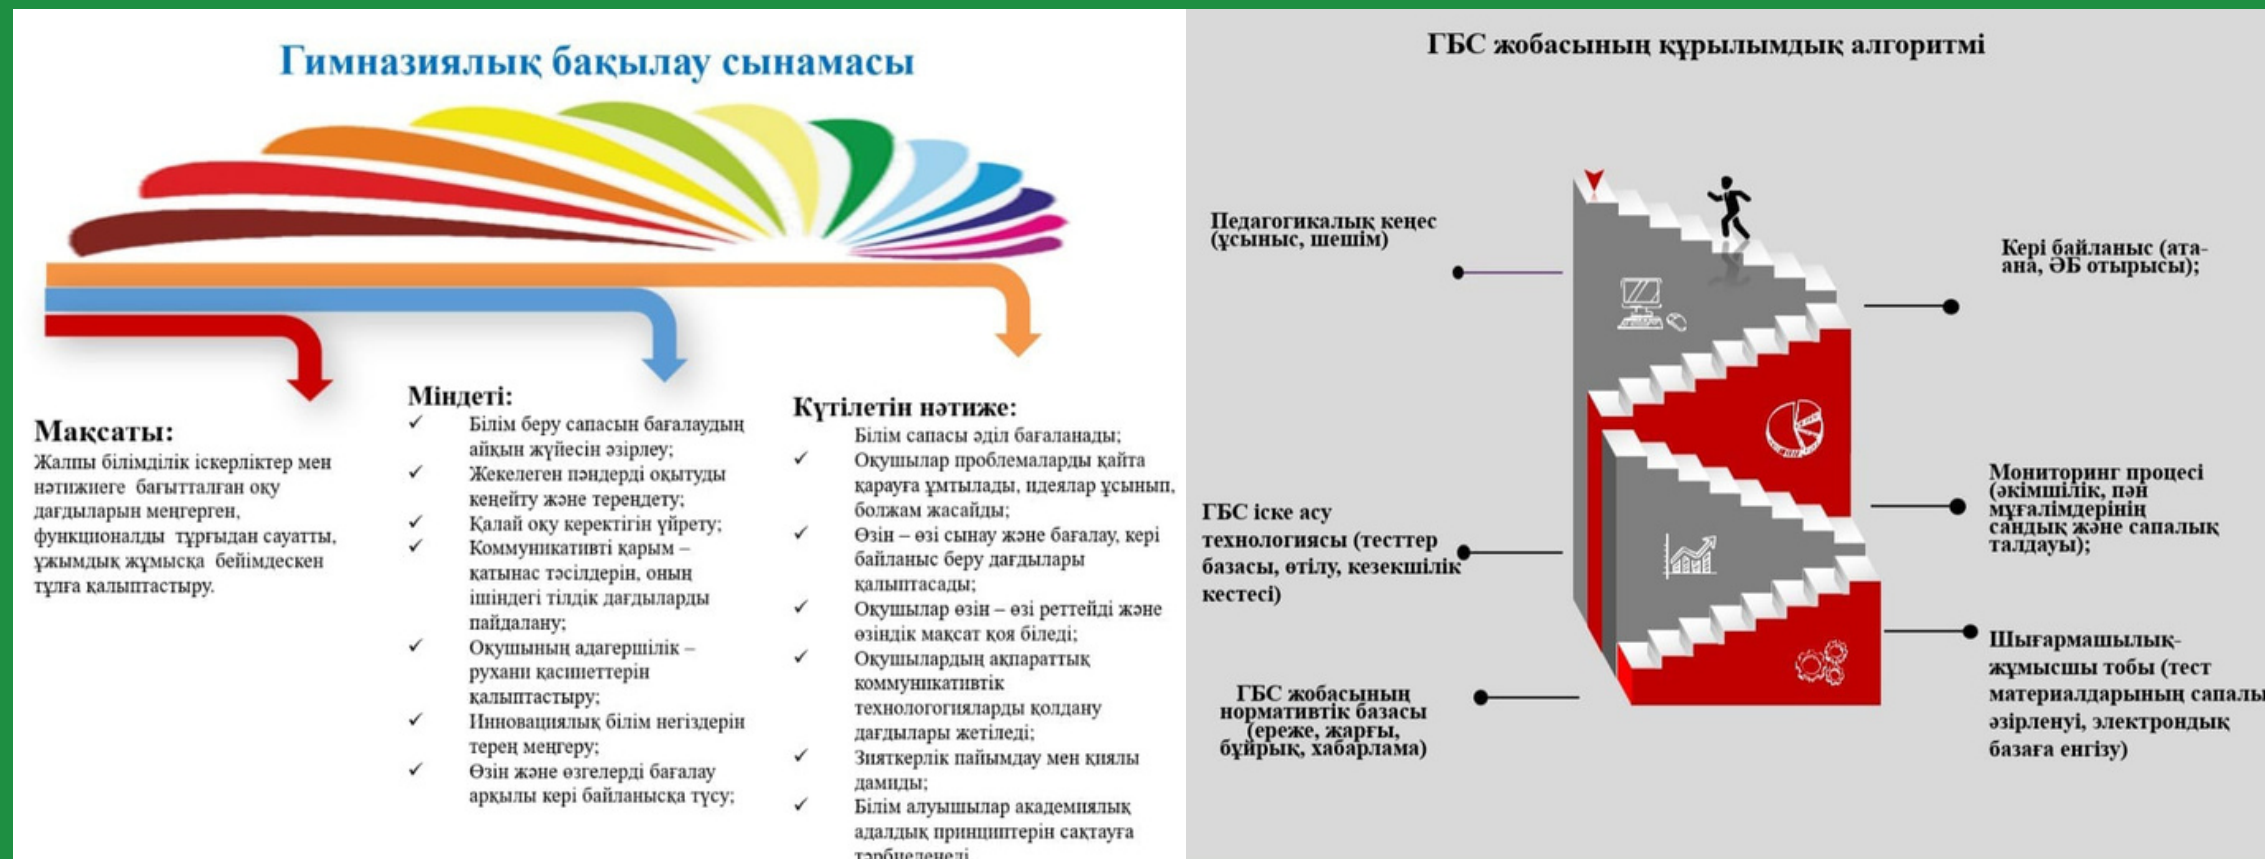 Гимназиялық бақылау сынамасы
Мақсаты:
Жалпы білімділік іскерліктер мен
нәтижиеге бағытталған оқу
дағдыларын меңгерген,
функционалды тұрғыдан сауатты,
ұжымдық жұмысқа бейімдескен
тұлға қалыптастыру.
Міндеті:
✓ Білім беру сапасын бағалаудың
айқын жүйесін әзірлеу;
✓ Жекелеген пәндерді оқытуды
кеңейту және тереңдету;
✓ Қалай оқу керектігін үйрету;
✓ Коммуникативті қарым –
қатынас тәсілдерін, оның
ішіндегі тілдік дағдыларды
пайдалану;
✓ Оқушының адагершілік –
рухани қасииеттерін
қалыптастыру;
✓ Инновациялық білім негіздерін
терең меңгеру;
✓ Өзін және өзгелерді бағалау
арқылы кері байланысқа түсу;
Күтілетін нәтиже:
Білім сапасы әділ бағаланады;
✓ Оқушылар проблемаларды қайта
қарауға ұмтылады, идеялар ұсынып,
болжам жасайды;
✓ Өзін – өзі сынау және бағалау, кері
байланыс беру дағдылары
қалыптасады;
✓ Оқушылар өзін – өзі реттейді және
өзіндік мақсат қоя біледі;
✓ Оқушылардың ақпараттық
коммуникативтік
технологогияларды қолдану
дағдылары жетіледі;
✓ Зияткерлік пайымдау мен қиялы
дамиды;
✓ Білім алуышылар академиялық
адалдық принциптерін сақтауға
тәрбиеленеді
ГБС жобасының құрылымдық алгоритмі
Педагогикалық кеңес
(ұсыныс, шешім)
Кері байланыс (ата-
ана, ӘБ отырысы);
ГБС іске асу
технологиясы (тесттер
базасы, өтілу, кезекшілік
кестесі)
Мониторинг процесі
(әкімшілік, пән
мұғалімдерінің
сандық және сапалық
талдауы);
ГБС жобасының
нормативтік базасы
(ереже, жарғы,
бұйрық, хабарлама)
Шығармашылық-
жұмысшы тобы (тест
материалдарының сапалы
әзірленуі, электрондық
базаға енгізу)